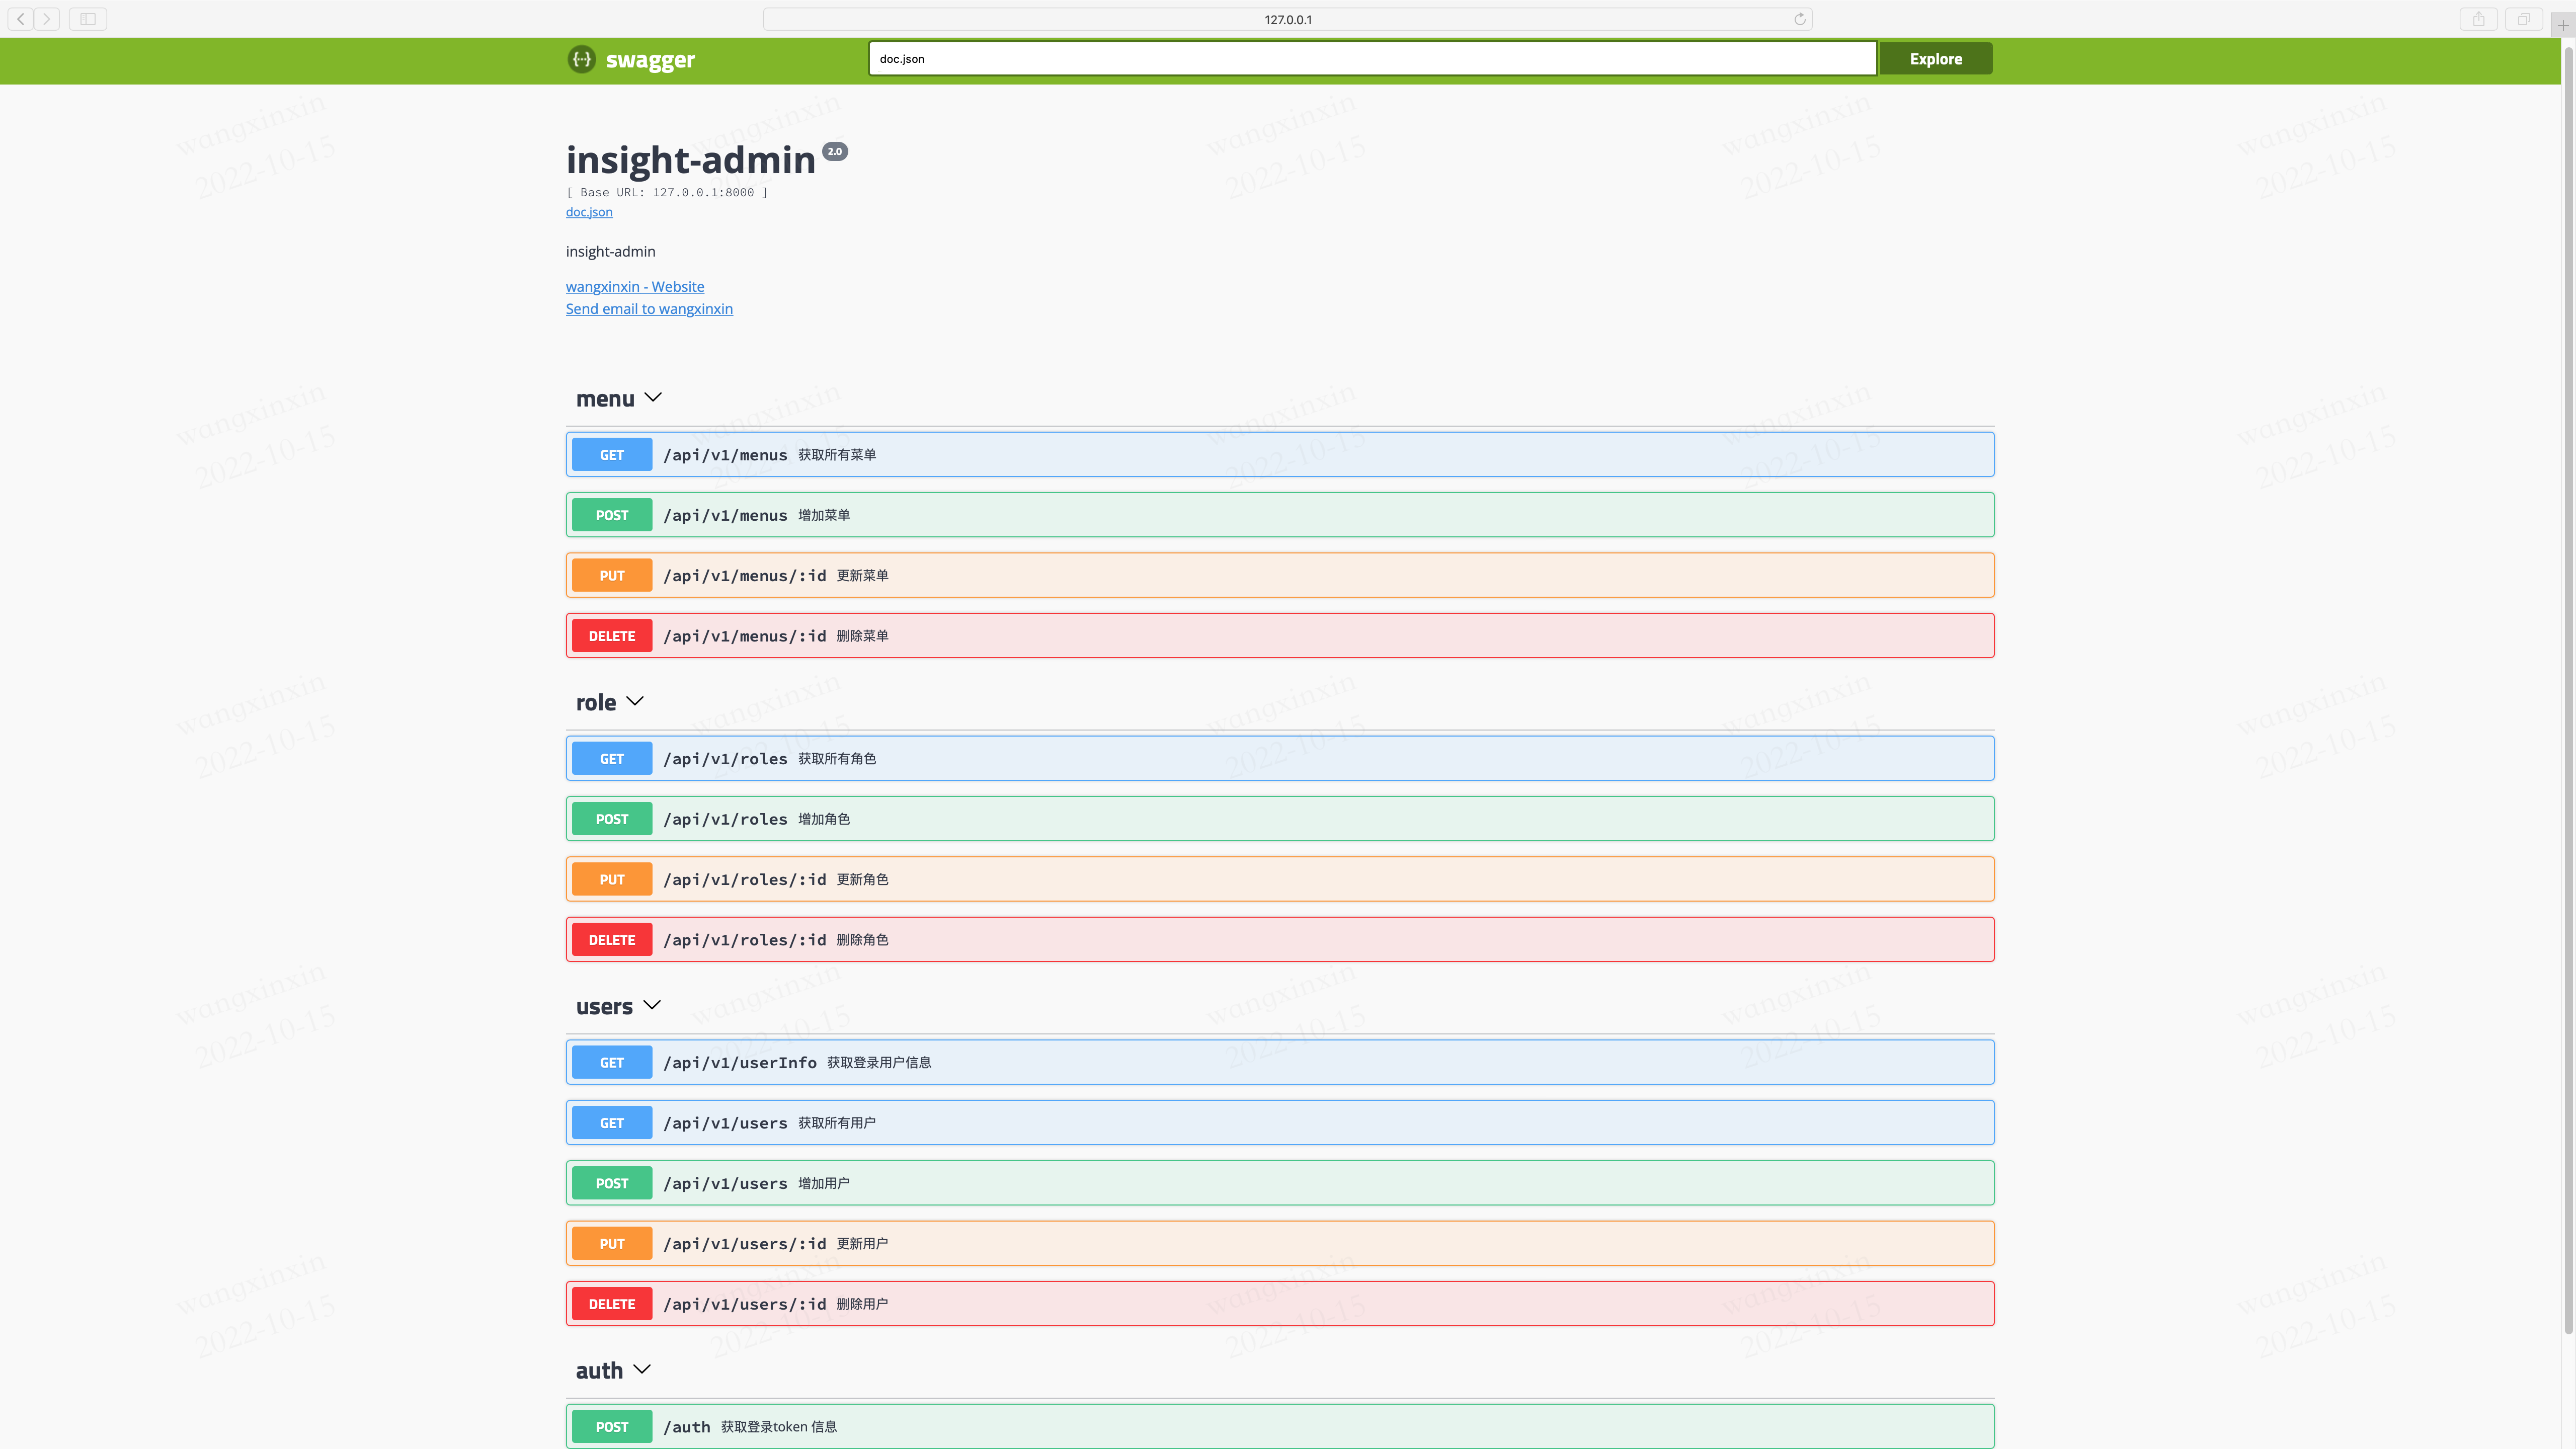 127.0.0.1
swagger
doc.json
Explore
insight-admin 2.0
[ Base URL: 127.0.0.1:8000 ]
doc.json
insight-admin
wangxinxin - Website
Send email to wangxinxin
menu
GET /api/v1/menus 获取所有菜单
POST /api/v1/menus 增加菜单
PUT /api/v1/menus/:id 更新菜单
DELETE /api/v1/menus/:id 删除菜单
role
GET /api/v1/roles 获取所有角色
POST /api/v1/roles 增加角色
PUT /api/v1/roles/:id 更新角色
DELETE /api/v1/roles/:id 删除角色
users
GET /api/v1/userInfo 获取登录用户信息
GET /api/v1/users 获取所有用户
POST /api/v1/users 增加用户
PUT /api/v1/users/:id 更新用户
DELETE /api/v1/users/:id 删除用户
auth
POST /auth 获取登录token 信息
wangxinxin
2022-10-15